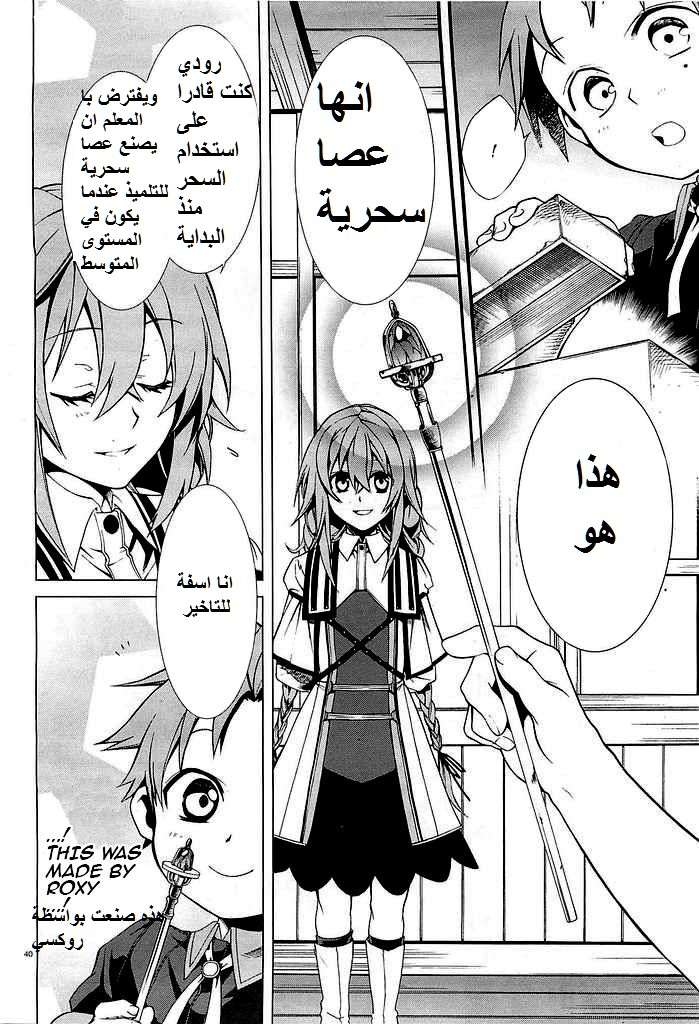 !
هذا
هو
انها
عصا
سحرية
رودي
كنت قادرا
على
استخدام
السحر
منذ
البداية
ويفترض با
المعلم ان
يصنع عصا
سحرية
للتلميذ عندما
يكون في
المستوى
المتوسط
انا اسفة
للتاخير
....!
THIS WAS
MADE BY
ROXY
....!
هذه صنعت بواسطة
روكسي
40